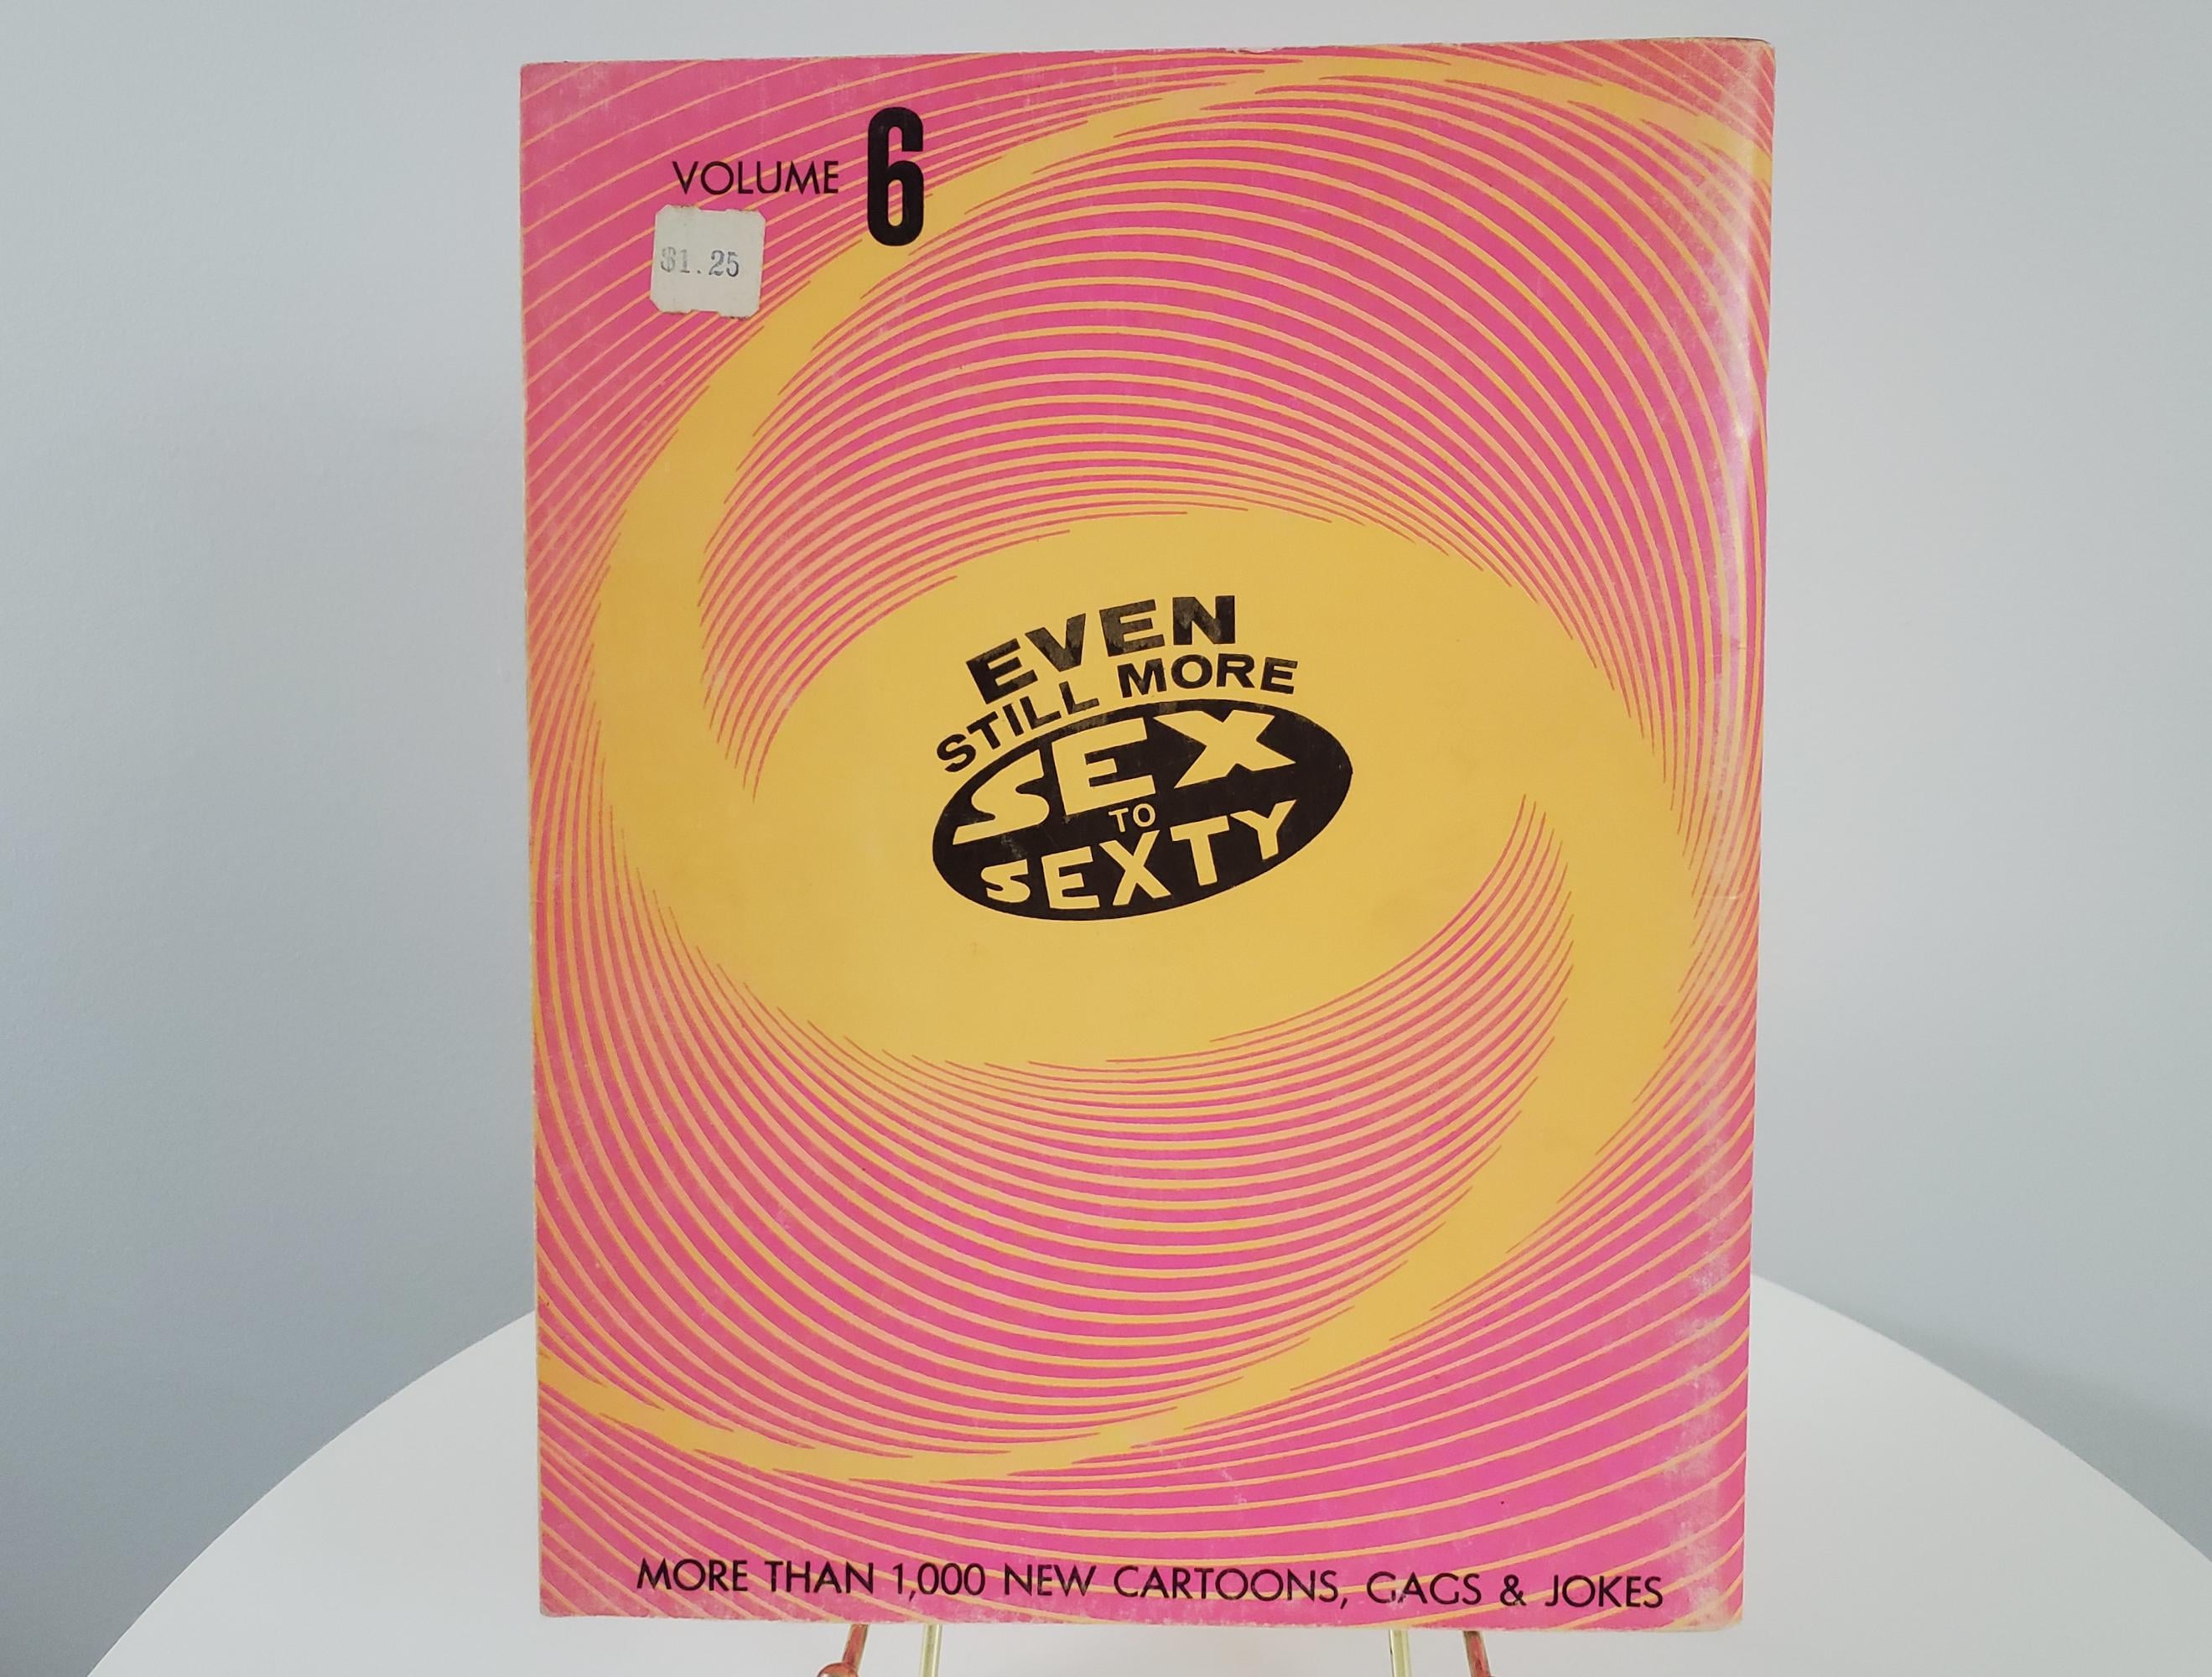 VOLUME 6
$1.25
EVEN
STILL MORE
SEX
TO
SEXTY
MORE THAN 1,000 NEW CARTOONS, GAGS & JOKES